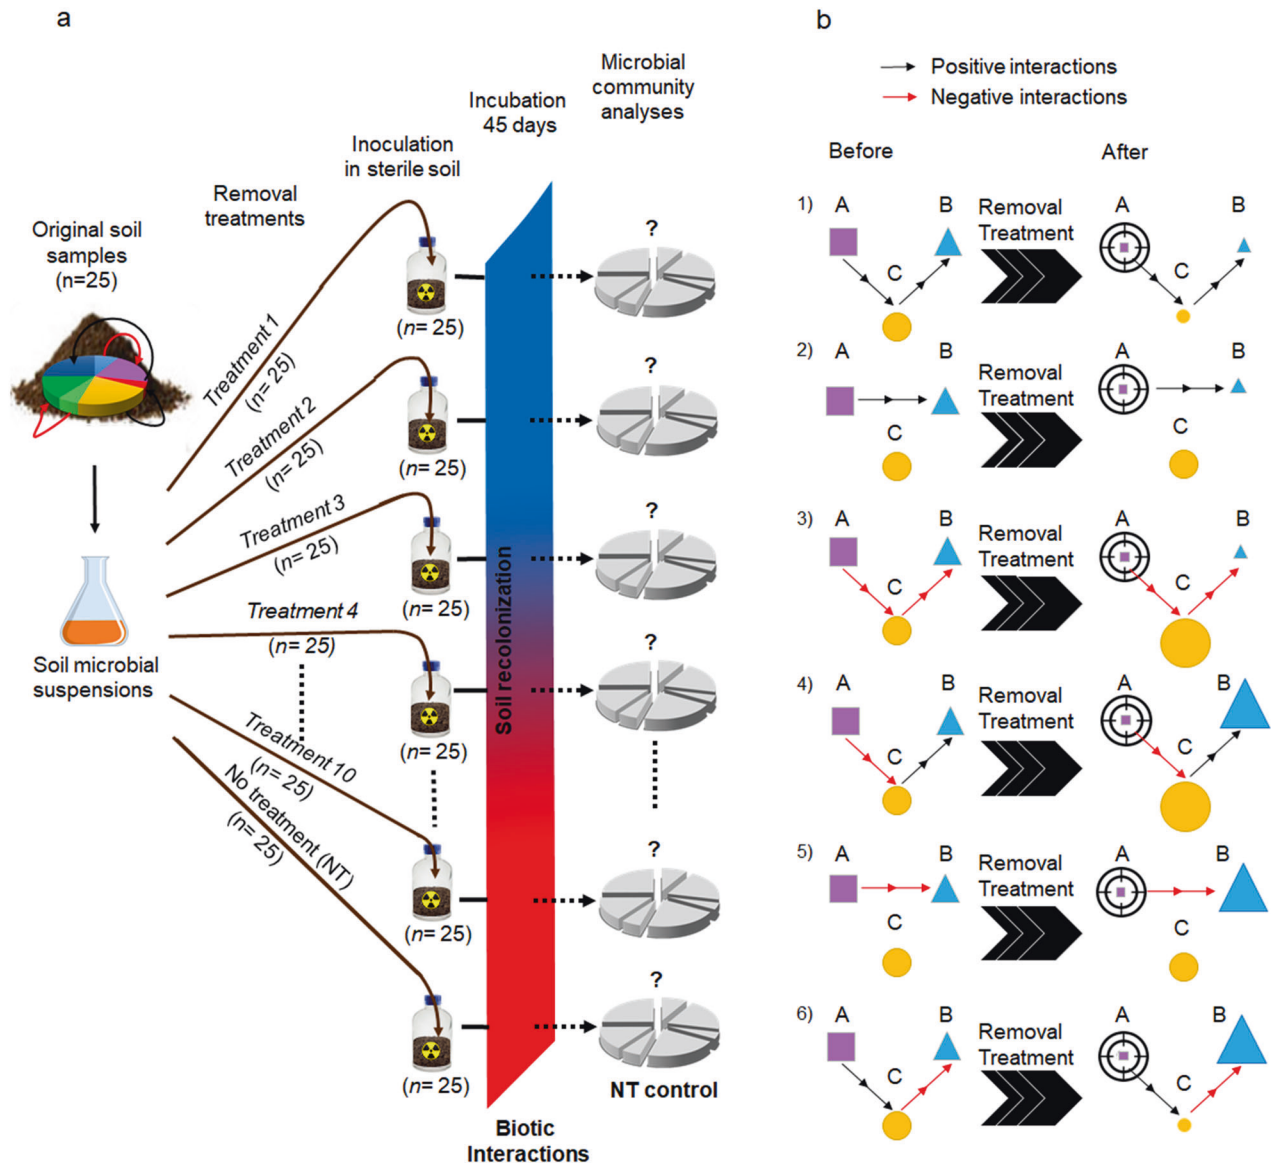 a
Original soil
samples
(n=25)
Soil microbial
suspensions
Removal
treatments
Treatment 1
(n= 25)
Treatment 2
(n= 25)
Treatment 3
(n= 25)
Treatment 4
(n= 25)
Treatment 10
(n= 25)
No treatment (NT)
(n= 25)
Inoculation
in sterile soil
(n= 25)
(n= 25)
(n= 25)
(n= 25)
(n= 25)
(n= 25)
Incubation
45 days
Soil recolonization
Biotic
Interactions
Microbial
community
analyses
?
?
?
?
?
?
NT control
b
Positive interactions
Negative interactions
Before
After
1)
A
B
C
Removal
Treatment
A
B
C
2)
A
B
C
Removal
Treatment
A
B
C
3)
A
B
C
Removal
Treatment
A
B
C
4)
A
B
C
Removal
Treatment
A
B
C
5)
A
B
C
Removal
Treatment
A
B
C
6)
A
B
C
Removal
Treatment
A
B
C